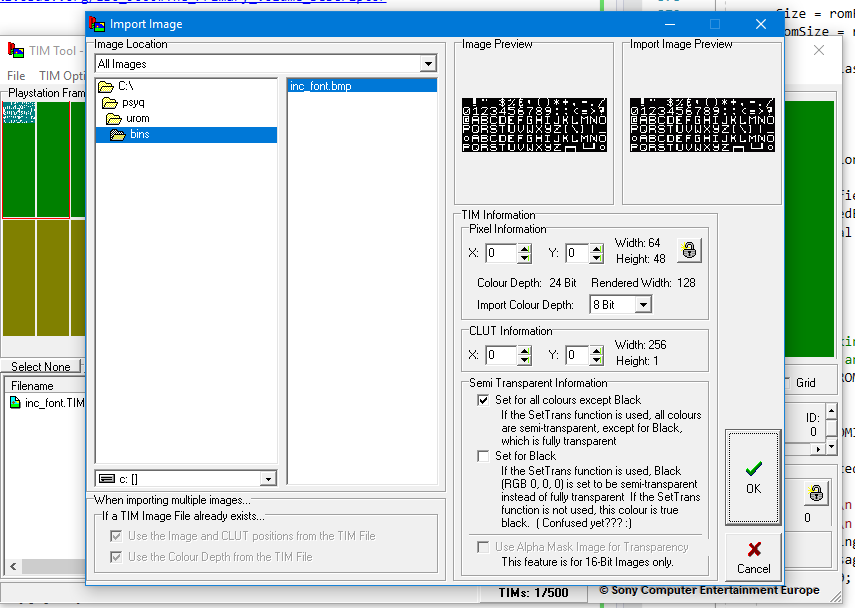 Import Image
Size = rom
omSize = r
TIM Tool -
File TIM Opti
Playstation Fram
Select None
Filename
inc_font.TIM
Image Location
All Images
C:\
psyq
urom
bins
inc_font.bmp
c: []
When importing multiple images...
If a TIM Image File already exists...
Use the Image and CLUT positions from the TIM File
Use the Colour Depth from the TIM File
Image Preview
Import Image Preview
TIM Information
Pixel Information
X: 0 Y: 0 Width: 64
Height: 48
Colour Depth: 24 Bit Rendered Width: 128
Import Colour Depth: 8 Bit
CLUT Information
X: 0 Y: 0 Width: 256
Height: 1
Semi Transparent Information
Set for all colours except Black
If the SetTrans function is used, all colours
are semi-transparent, except for Black,
which is fully transparent
Set for Black
If the SetTrans function is used, Black
(RGB 0, 0, 0) is set to be semi-transparent
instead of fully transparent If the SetTrans
function is not used, this colour is true
black. ( Confused yet??? :)
Use Alpha Mask Image for Transparency
This feature is for 16-Bit Images only.
OK
Cancel
Grid
ID:
0
0
TIMs: 1/500
© Sony Computer Entertainment Europe